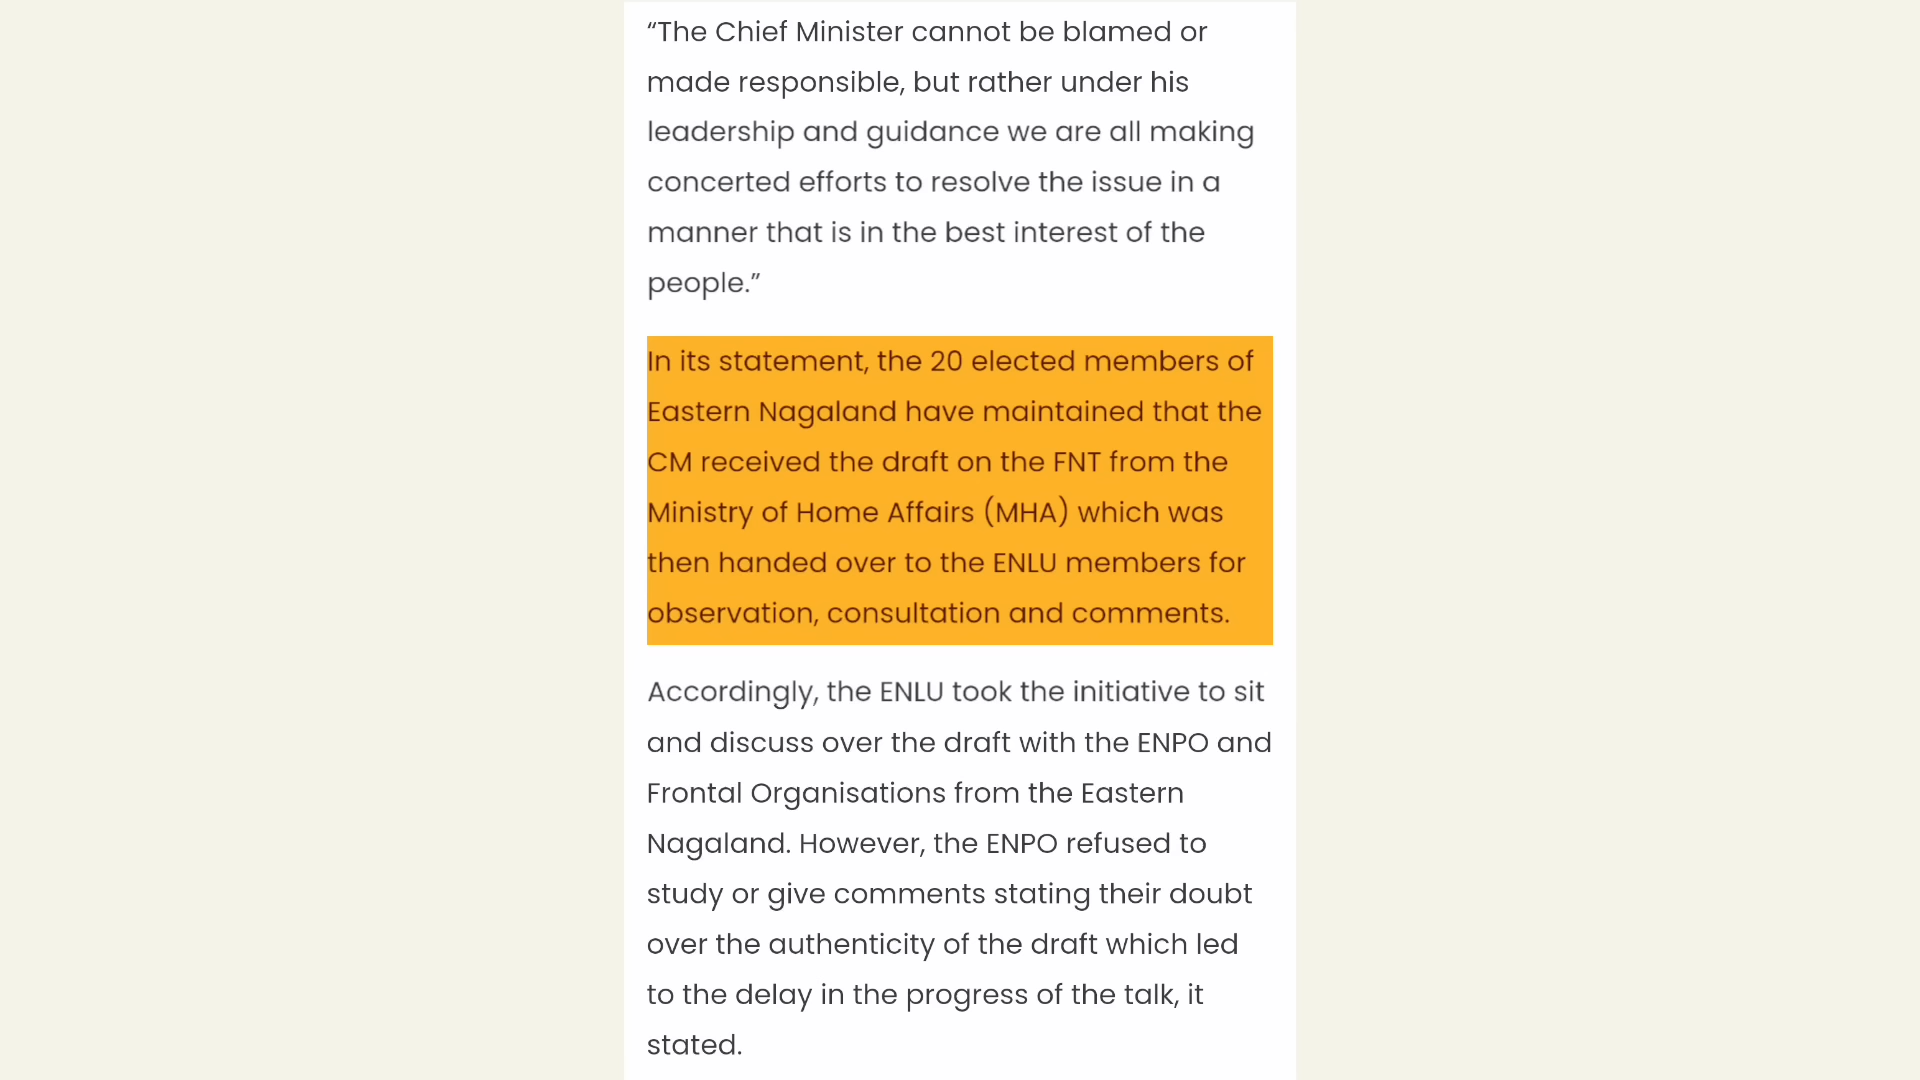 “The Chief Minister cannot be blamed or
made responsible, but rather under his
leadership and guidance we are all making
concerted efforts to resolve the issue in a
manner that is in the best interest of the
people.”
In its statement, the 20 elected members of
Eastern Nagaland have maintained that the
CM received the draft on the FNT from the
Ministry of Home Affairs (MHA) which was
then handed over to the ENLU members for
observation, consultation and comments.
Accordingly, the ENLU took the initiative to sit
and discuss over the draft with the ENPO and
Frontal Organisations from the Eastern
Nagaland. However, the ENPO refused to
study or give comments stating their doubt
over the authenticity of the draft which led
to the delay in the progress of the talk, it
stated.